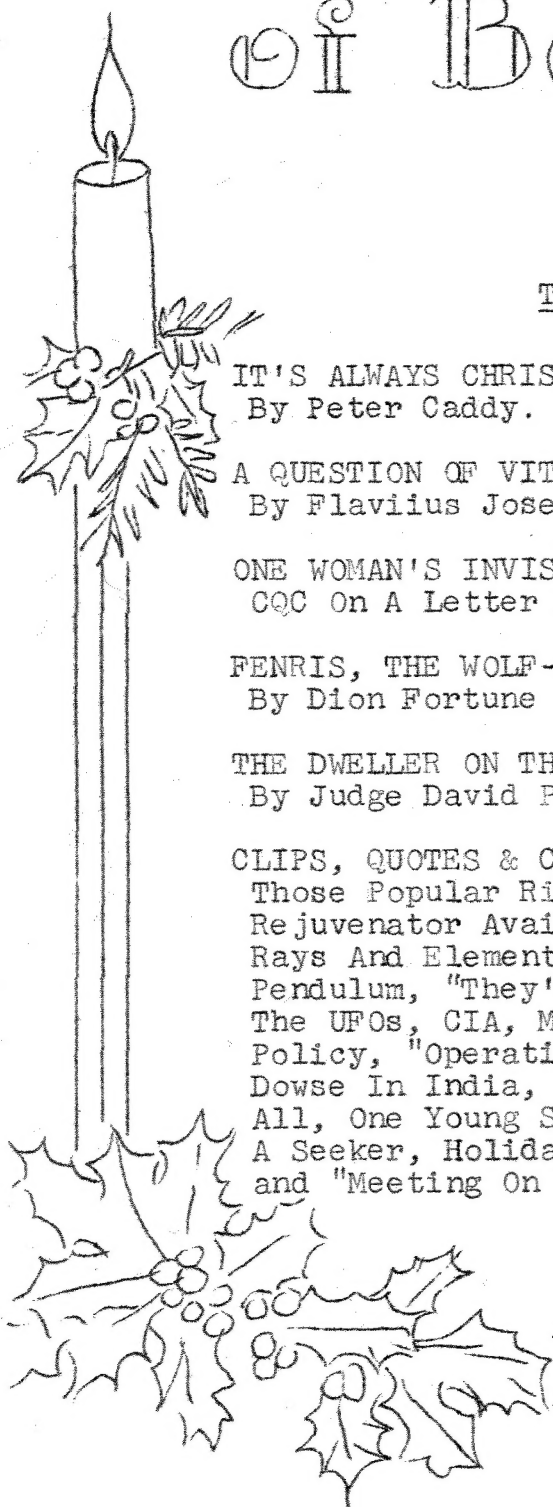 of B
T
IT'S ALWAYS CHRIS
By Peter Caddy.
A QUESTION OF VIT
By Flaviius Jose
ONE WOMAN'S INVIS
CQC On A Letter
FENRIS, THE WOLF-
By Dion Fortune
THE DWELLER ON TH
By Judge David P
CLIPS, QUOTES & C
Those Popular Ri
Rejuvenator Avai
Rays And Element
Pendulum, "They'
The UFOs, CIA, M
Policy, "Operati
Dowse In India,
All, One Young S
A Seeker, Holida
and "Meeting On